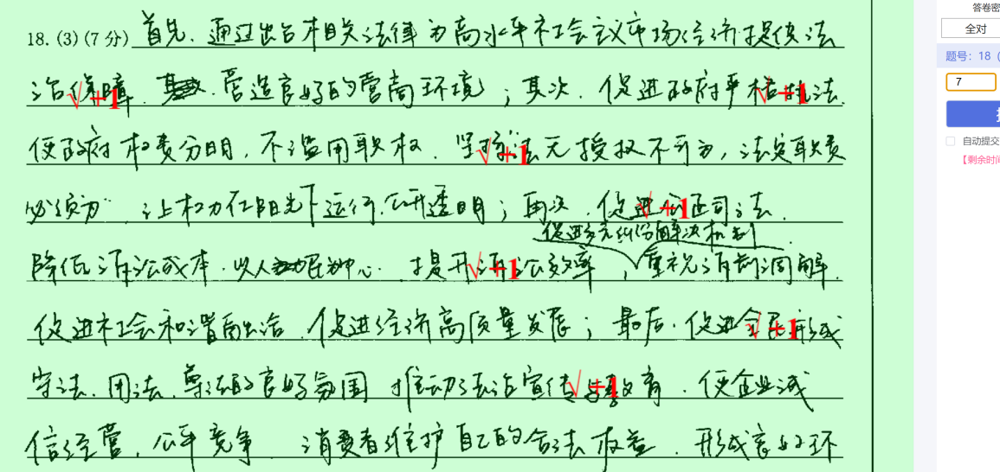 答卷密
全对
题号：18（
7
自动提交
【剩余时间
18.(3)(7分) 首先，通过出台相关法律为高水平社会主义市场经济提供法
治保障，营造良好的营商环境；其次，促进政府严格执法，
使政府权责分明，不滥用职权，坚持“法无授权不可为，法定职责
必须为”，让权力在阳光下运行，公开透明；再次，促进公正司法，
促进多元纠纷解决机制
降低诉讼成本，以人民为中心，提升诉讼效率，重视诉前调解，
促进社会和谐而出治，促进经济高质量发展；最后，促进全民形成
守法、用法、尊法的良好氛围，推动法治宣传与教育，使企业诚
信经营，公平竞争，消费者维护自己的合法权益，形成良好环
√+1
√+1
√+1
√+1
√+1
√+1
√+1